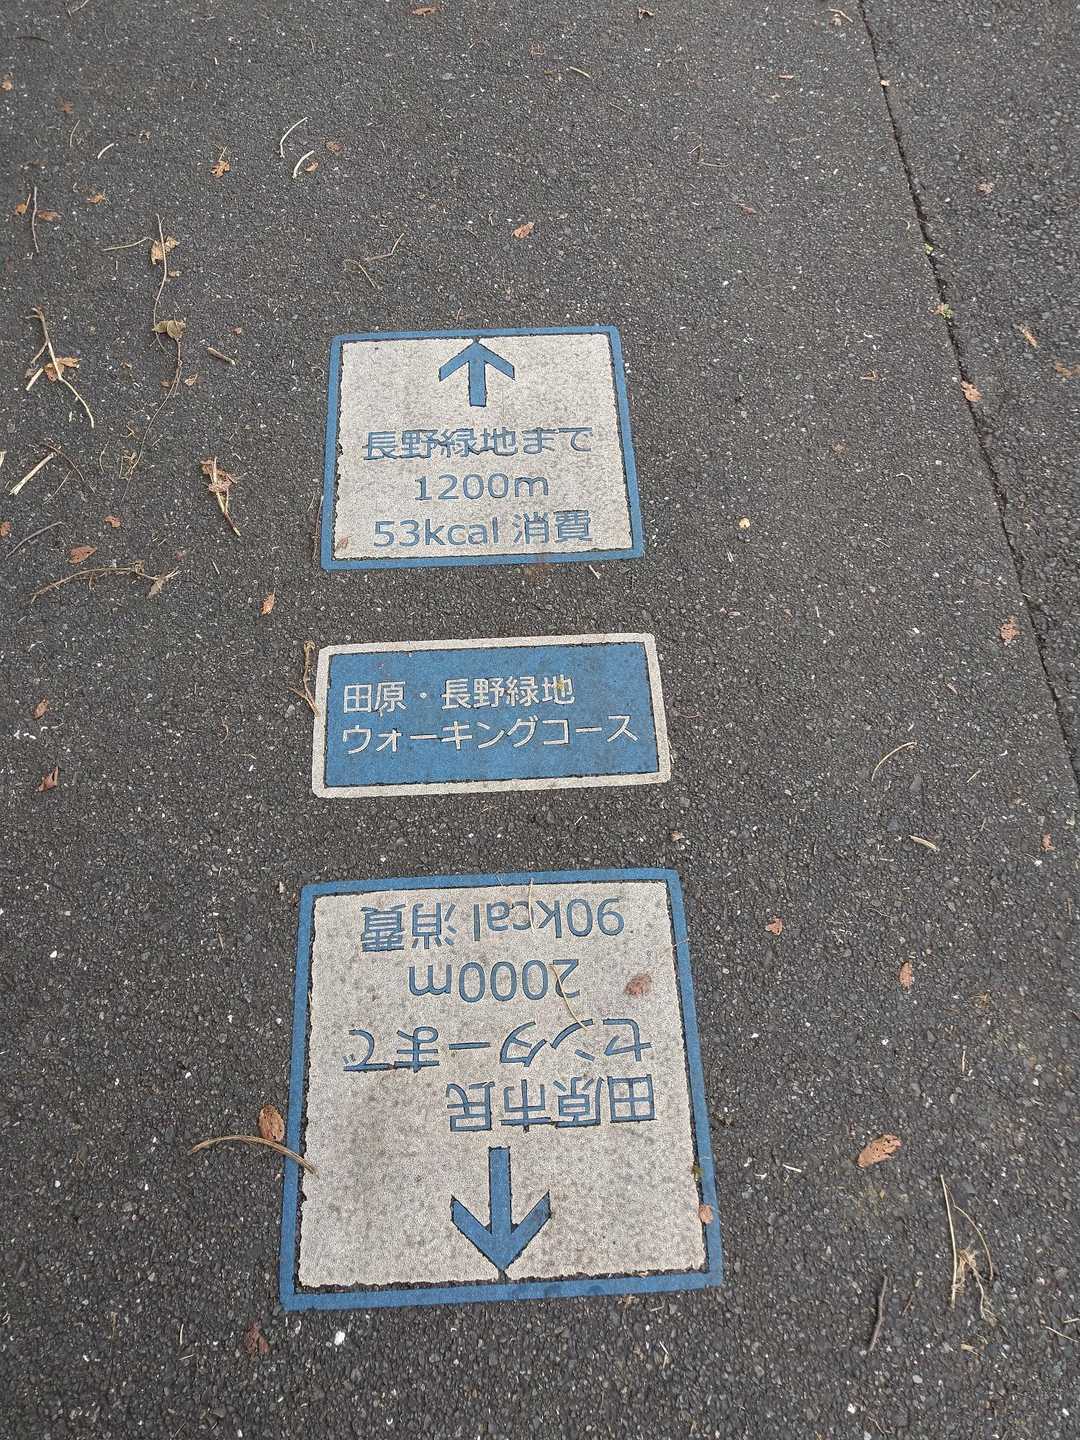 長野緑地まで
1200m
53kcal 消費
田原・長野緑地
ウォーキングコース
田原市民
センターまで
2000m
90kcal 消費